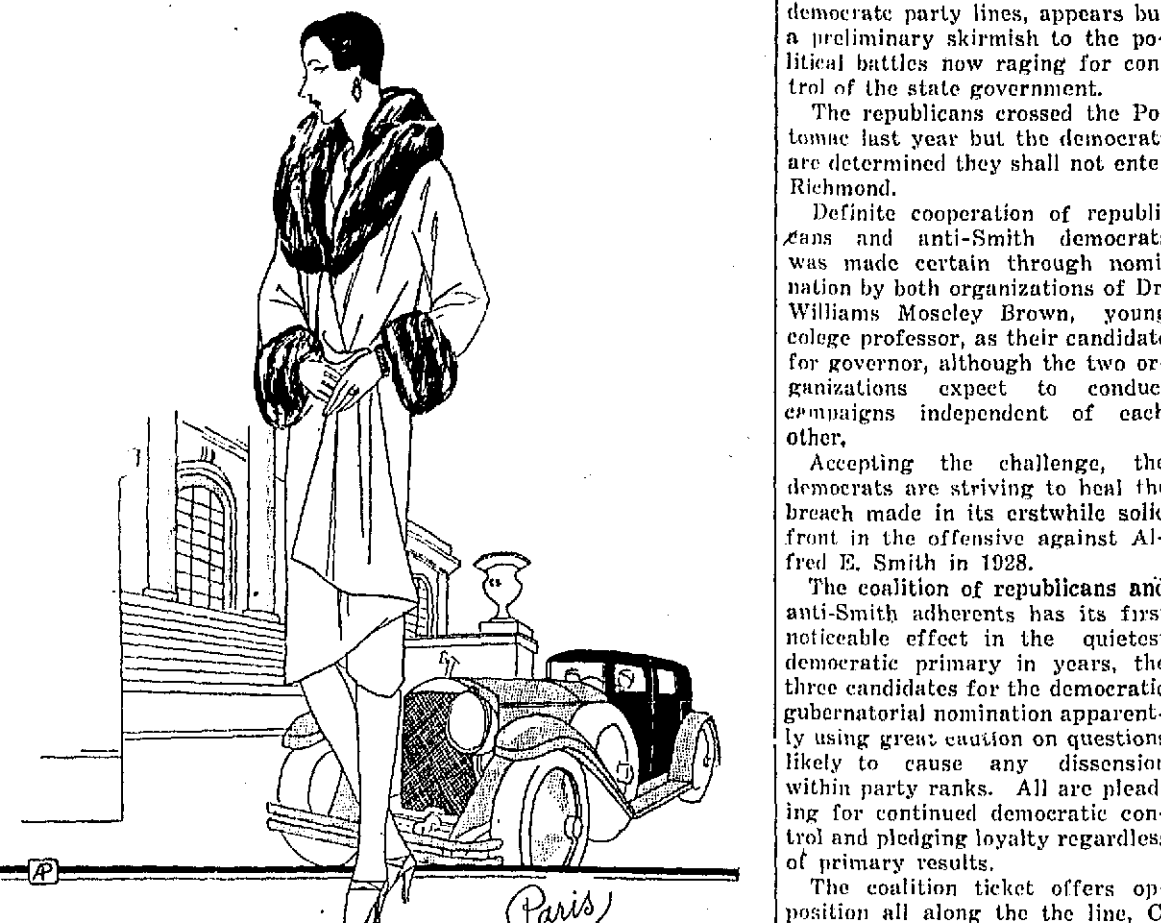 AP
Paris
democrate party lines, appears bu
a preliminary skirmish to the po-
litical battles now raging for con
trol of the state government.
The republicans crossed the Po
tomac last year but the democrat
are determined they shall not ente
Richmond.
Definite cooperation of republi
cans and anti-Smith democrat
was made certain through nomi
nation by both organizations of Dr
Williams Moseley Brown, young
colege professor, as their candidate
for governor, although the two or-
ganizations expect to conduc
campaigns independent of each
other.
Accepting the challenge, the
democrats are striving to heal the
breach made in its erstwhile solid
front in the offensive against Al-
fred E. Smith in 1928.
The coalition of republicans and
anti-Smith adherents has its first
noticeable effect in the quietes
democratic primary in years, the
three candidates for the democratic
gubernatorial nomination apparent-
ly using great caution on questions
likely to cause any dissension
within party ranks. All are plead
ing for continued democratic con-
trol and pledging loyalty regardless
of primary results.
The coalition ticket offers op-
position all along the the line, C